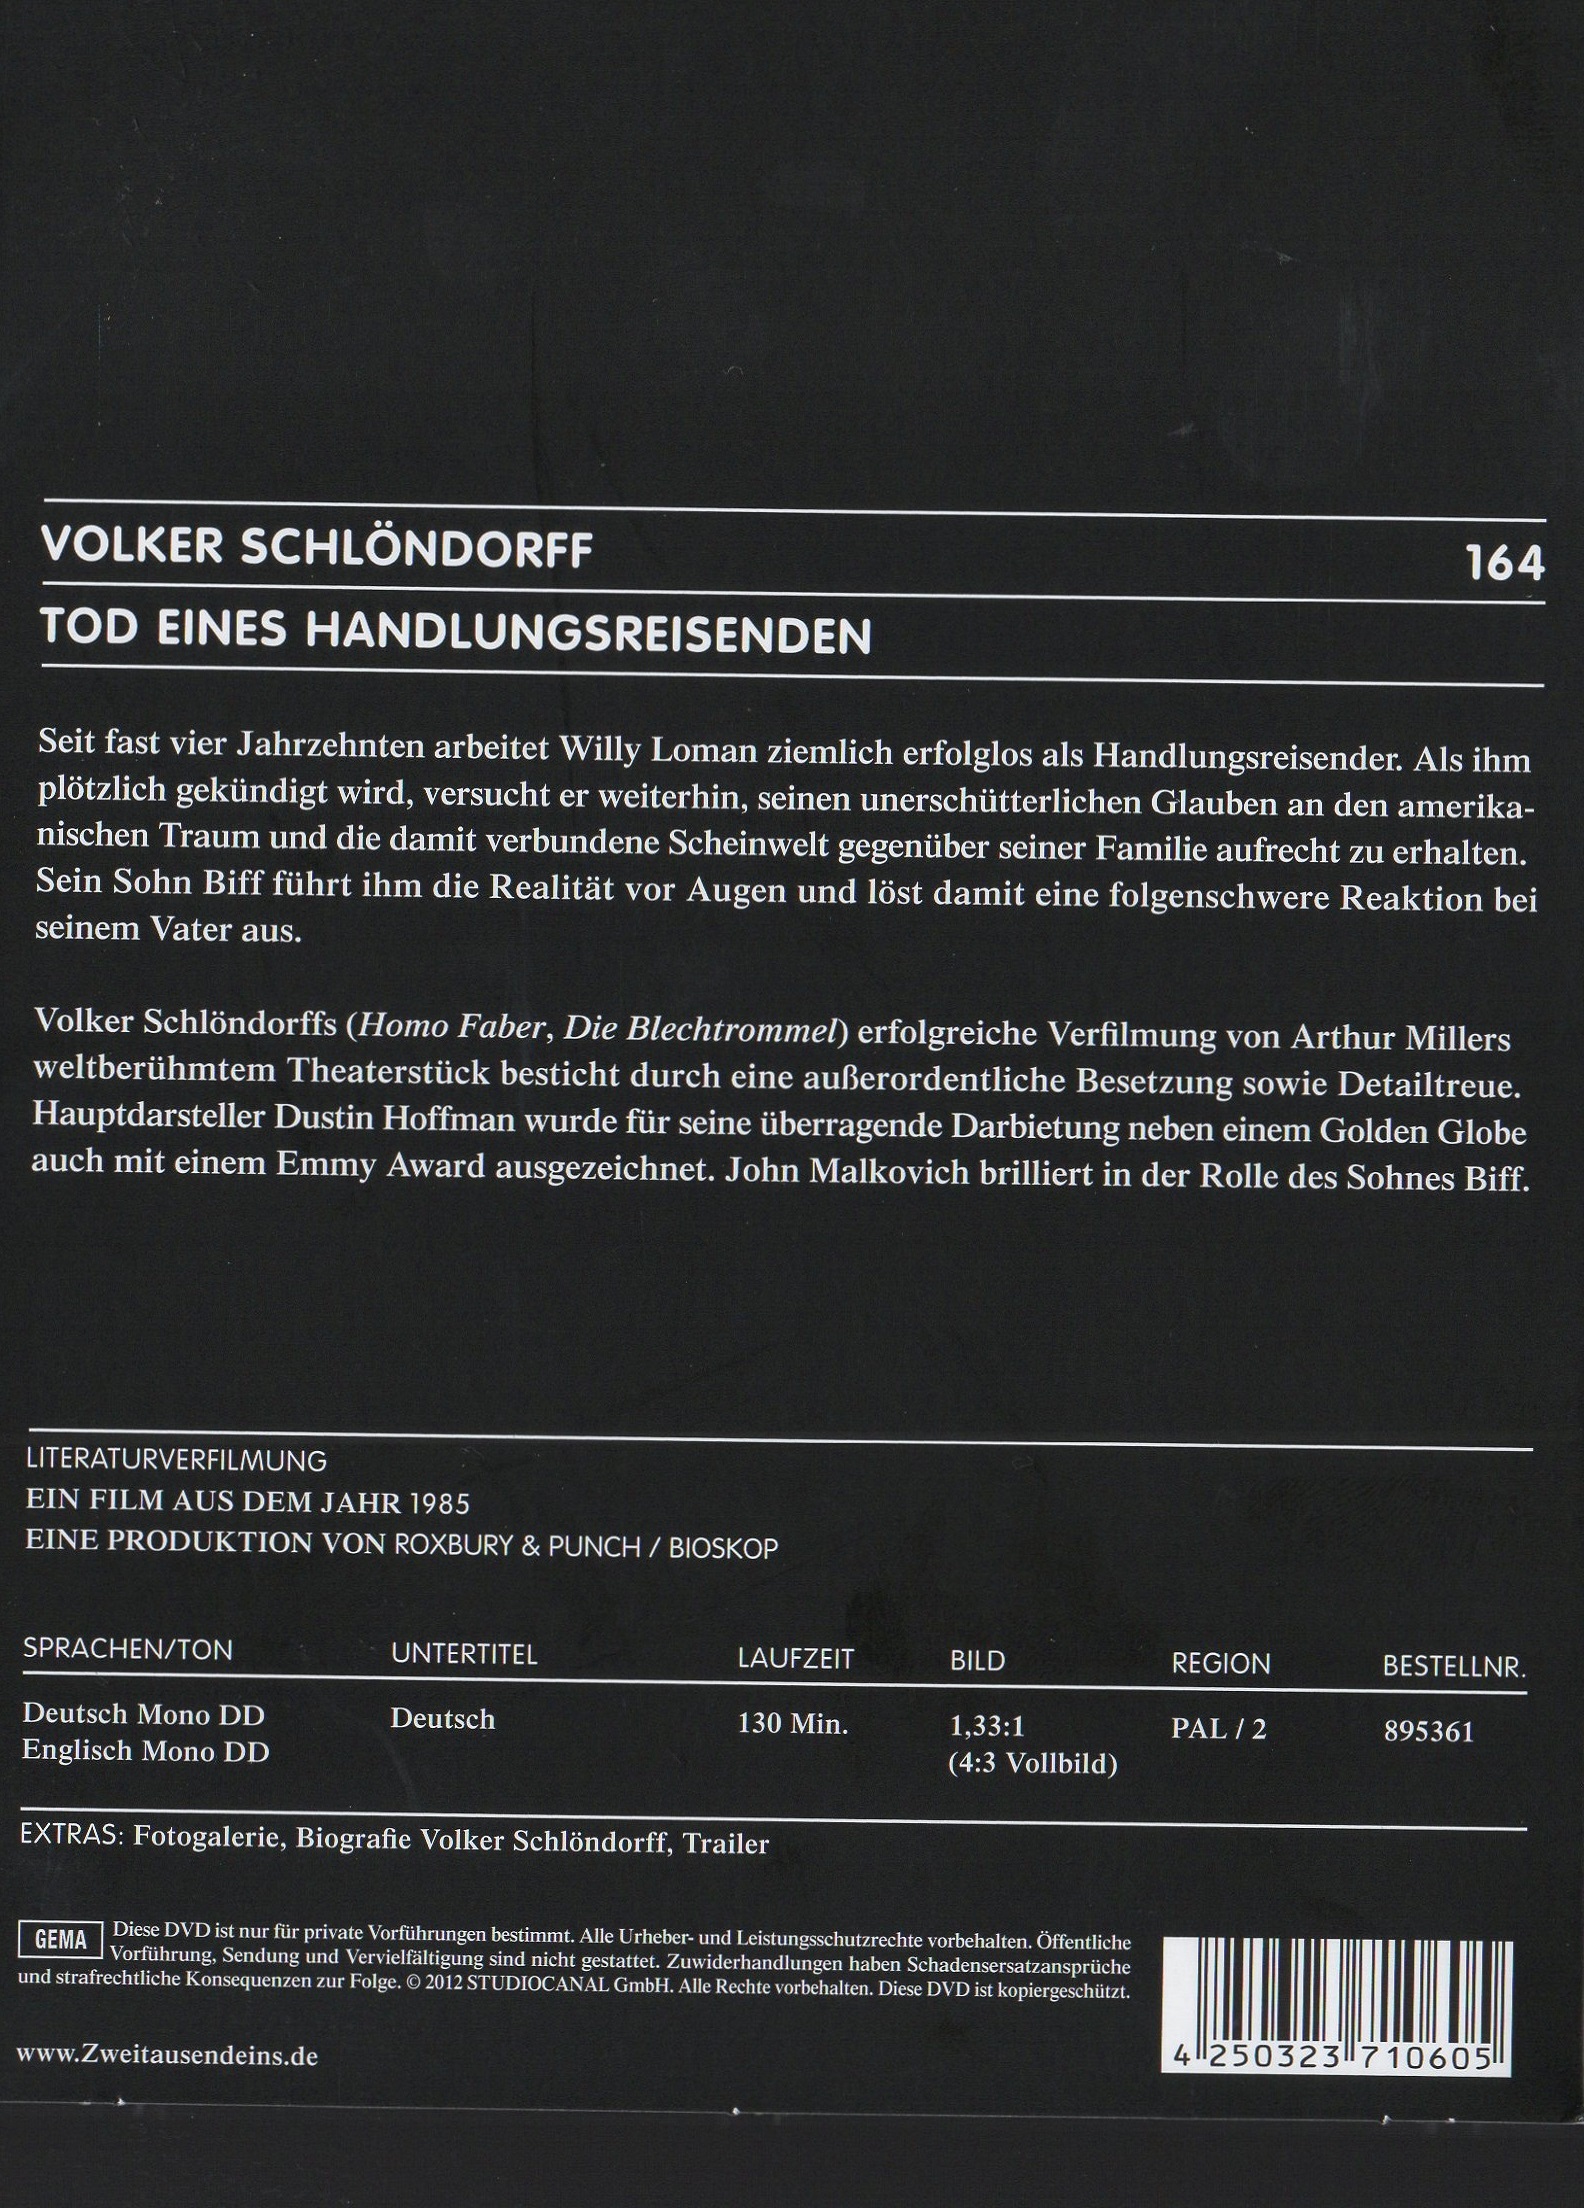 VOLKER SCHLÖNDORFF 164
TOD EINES HANDLUNGSREISENDEN
Seit fast vier Jahrzehnten arbeitet Willy Loman ziemlich erfolglos als Handlungsreisender. Als ihm
plötzlich gekündigt wird, versucht er weiterhin, seinen unerschütterlichen Glauben an den amerika-
nischen Traum und die damit verbundene Scheinwelt gegenüber seiner Familie aufrecht zu erhalten.
Sein Sohn Biff führt ihm die Realität vor Augen und löst damit eine folgenschwere Reaktion bei
seinem Vater aus.
Volker Schlöndorffs (Homo Faber, Die Blechtrommel) erfolgreiche Verfilmung von Arthur Millers
weltberühmtem Theaterstück besticht durch eine außerordentliche Besetzung sowie Detailtreue.
Hauptdarsteller Dustin Hoffman wurde für seine überragende Darbietung neben einem Golden Globe
auch mit einem Emmy Award ausgezeichnet. John Malkovich brilliert in der Rolle des Sohnes Biff.
LITERATURVERFILMUNG
EIN FILM AUS DEM JAHR 1985
EINE PRODUKTION VON ROXBURY & PUNCH / BIOSKOP
SPRACHEN/TON UNTERTITEL LAUFZEIT BILD REGION BESTELLNR.
Deutsch Mono DD Deutsch 130 Min. 1,33:1 PAL / 2 895361
Englisch Mono DD (4:3 Vollbild)
EXTRAS: Fotogalerie, Biografie Volker Schlöndorff, Trailer
GEMA Diese DVD ist nur für private Vorführungen bestimmt. Alle Urheber- und Leistungsschutzrechte vorbehalten. Öffentliche
Vorführung, Sendung und Vervielfältigung sind nicht gestattet. Zuwiderhandlungen haben Schadensersatzansprüche
und strafrechtliche Konsequenzen zur Folge. © 2012 STUDIOCANAL GmbH. Alle Rechte vorbehalten. Diese DVD ist kopiergeschützt.
www.Zweitausendeins.de
4 250323 710605